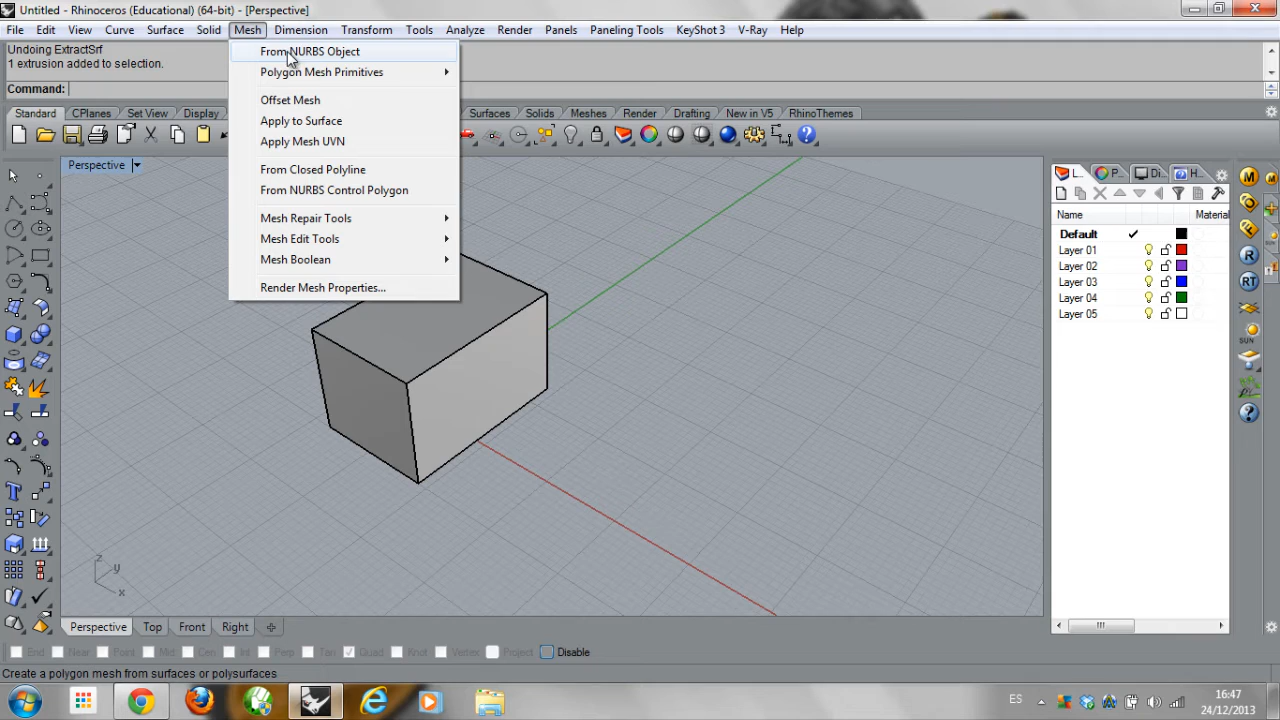 Untitled - Rhinoceros (Educational) (64-bit) - [Perspective]
File Edit View Curve Surface Solid Mesh Dimension Transform Tools Analyze Render Panels Paneling Tools KeyShot 3 V-Ray Help
Undoing ExtractSrf
1 extrusion added to selection.
Command:
Standard CPlanes Set View Display Surfaces Solids Meshes Render Drafting New in V5 RhinoThemes
From NURBS Object
Polygon Mesh Primitives
Offset Mesh
Apply to Surface
Apply Mesh UVN
From Closed Polyline
From NURBS Control Polygon
Mesh Repair Tools
Mesh Edit Tools
Mesh Boolean
Render Mesh Properties...
Perspective
L... P... Di... H...
Name Material
Default
Layer 01
Layer 02
Layer 03
Layer 04
Layer 05
M
R
RT
SUN
z
y
x
Perspective Top Front Right
End Near Point Mid Cen Int Perp Tan Quad Knot Vertex Project Disable
Create a polygon mesh from surfaces or polysurfaces
ES
16:47
24/12/2013